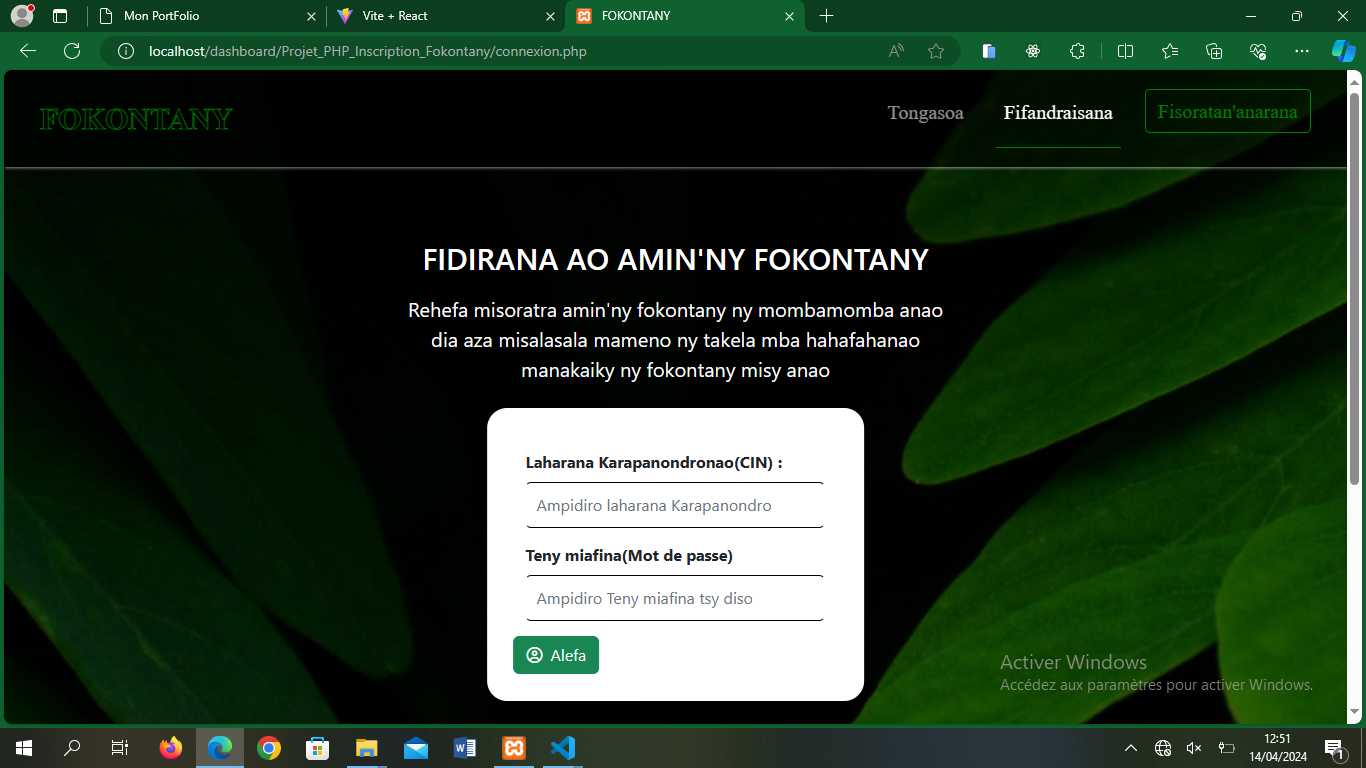 Mon PortFolio
Vite + React
FOKONTANY
localhost/dashboard/Projet_PHP_Inscription_Fokontany/connexion.php
FOKONTANY
Tongasoa
Fifandraisana
Fisoratan'anarana
FIDIRANA AO AMIN'NY FOKONTANY
Rehefa misoratra amin'ny fokontany ny mombamomba anao
dia aza misalasala mameno ny takela mba hahafahanao
manakaiky ny fokontany misy anao
Laharana Karapanondronao(CIN) :
Ampidiro laharana Karapanondro
Teny miafina(Mot de passe)
Ampidiro Teny miafina tsy diso
Alefa
Activer Windows
Accédez aux paramètres pour activer Windows.
12:51
14/04/2024
1